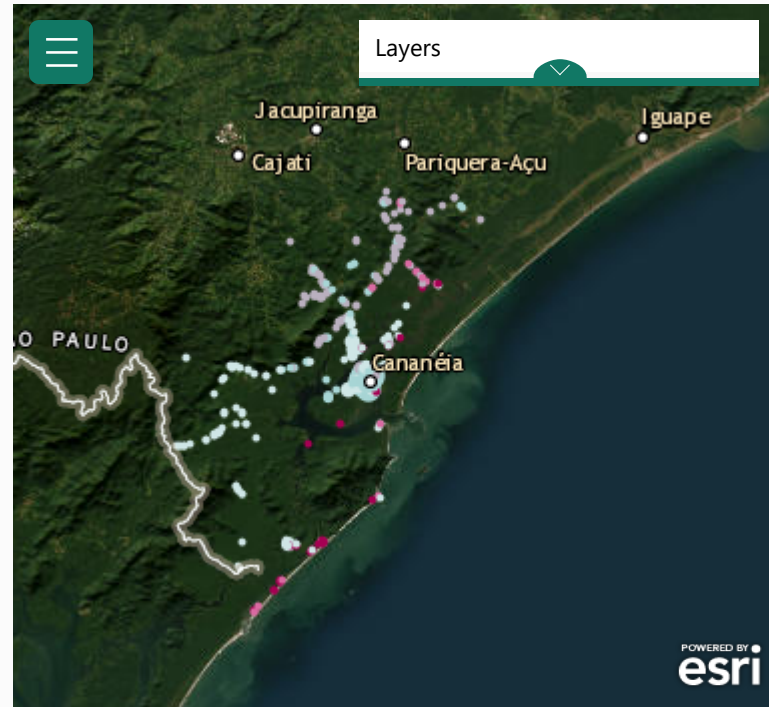 Layers
Jacupiranga
Iguape
Cajati
Pariquera-Açu
O PAULO
Cananéia
POWERED BY
esri